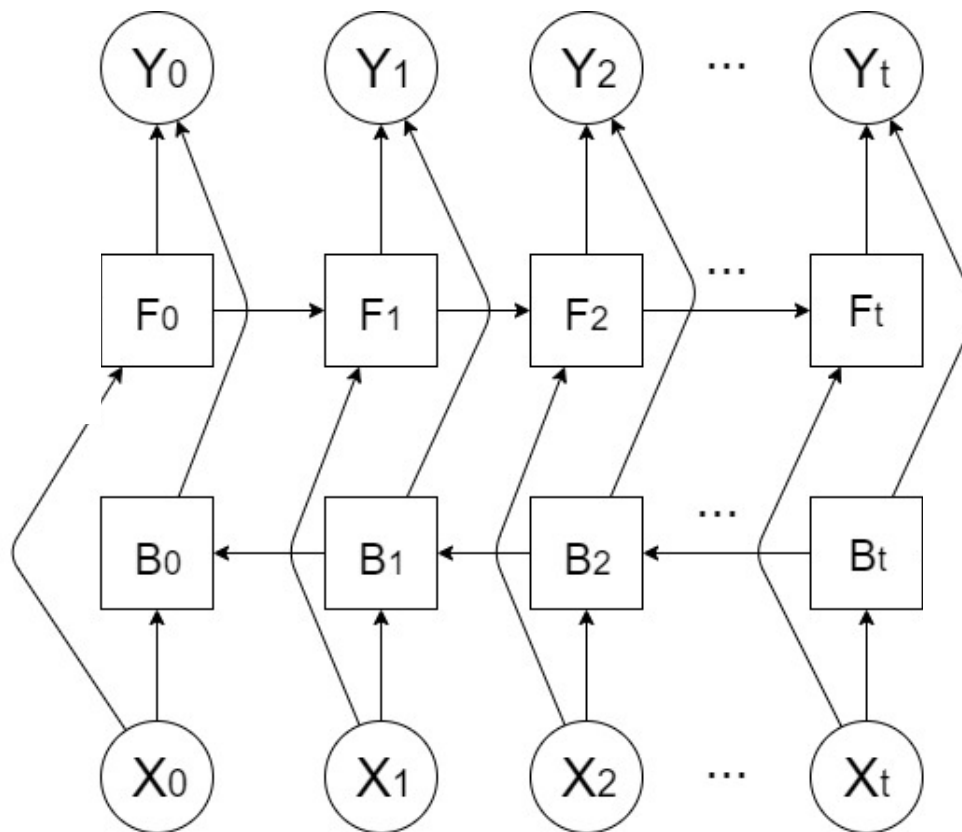 Y0 Y1 Y2 ... Yt
...
F0 F1 F2 Ft
...
B0 B1 B2 Bt
X0 X1 X2 ... Xt